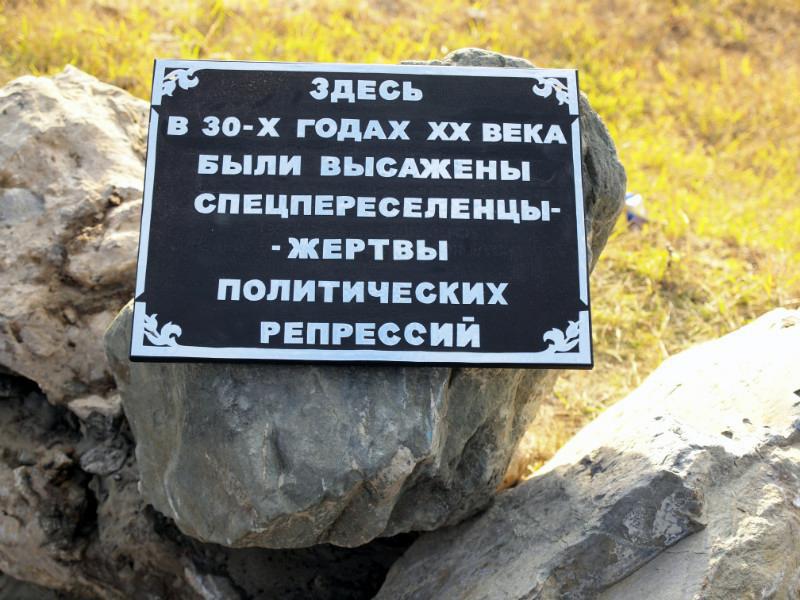 ЗДЕСЬ
В 30-Х ГОДАХ XX ВЕКА
БЫЛИ ВЫСАЖЕНЫ
СПЕЦПЕРЕСЕЛЕНЦЫ-
-ЖЕРТВЫ
ПОЛИТИЧЕСКИХ
РЕПРЕССИЙ